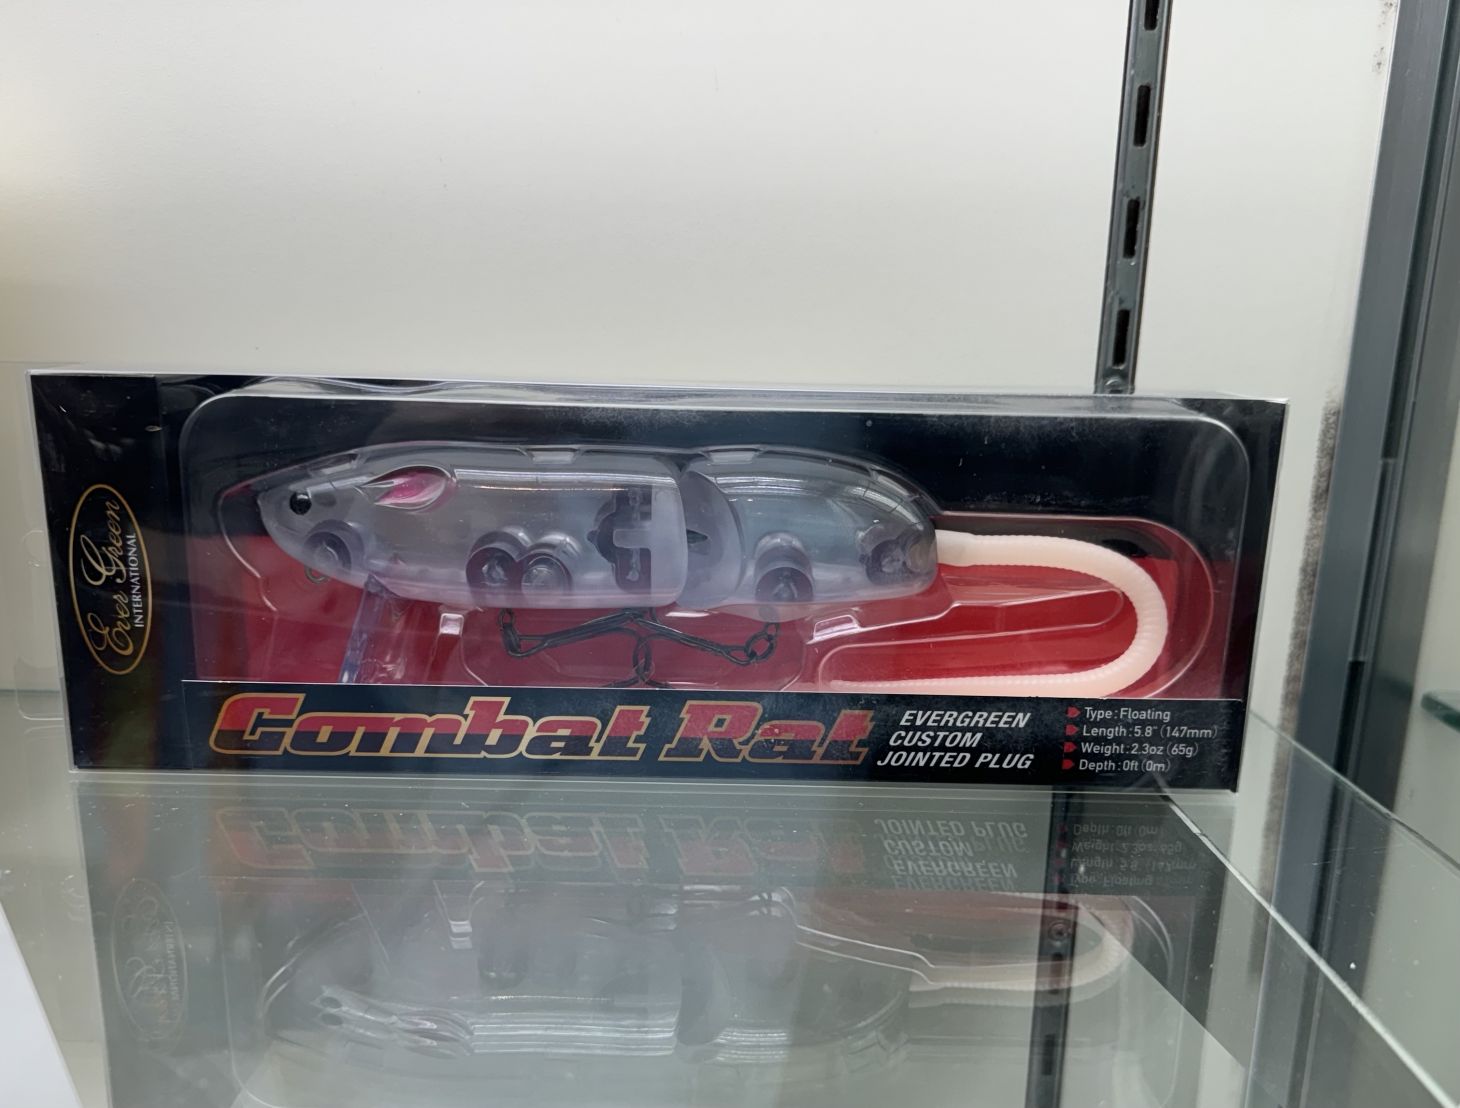 Ever Green
INTERNATIONAL
Combat Rat
EVERGREEN
CUSTOM
JOINTED PLUG
Type:Floating
Length:5.8"(147mm)
Weight:2.3oz(65g)
Depth:0ft(0m)